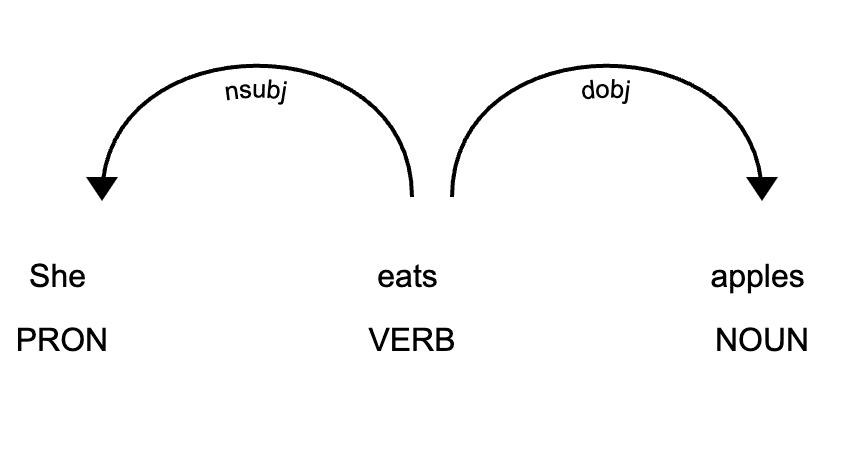 nsubj dobj
She eats apples
PRON VERB NOUN